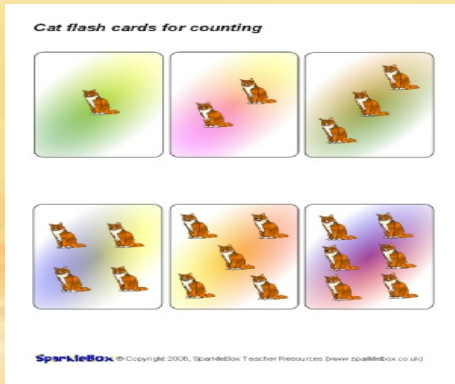 Cat flash cards for counting
SparkleBox © Copyright 2006, SparkleBox Teacher Resources (www.sparklebox.co.uk)